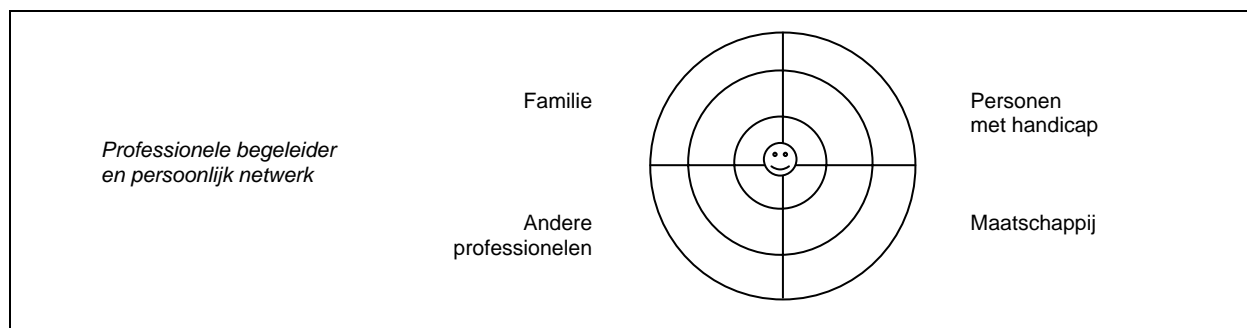 Professionele begeleider
en persoonlijk netwerk
Familie
Personen
met handicap
Andere
professionelen
Maatschappij